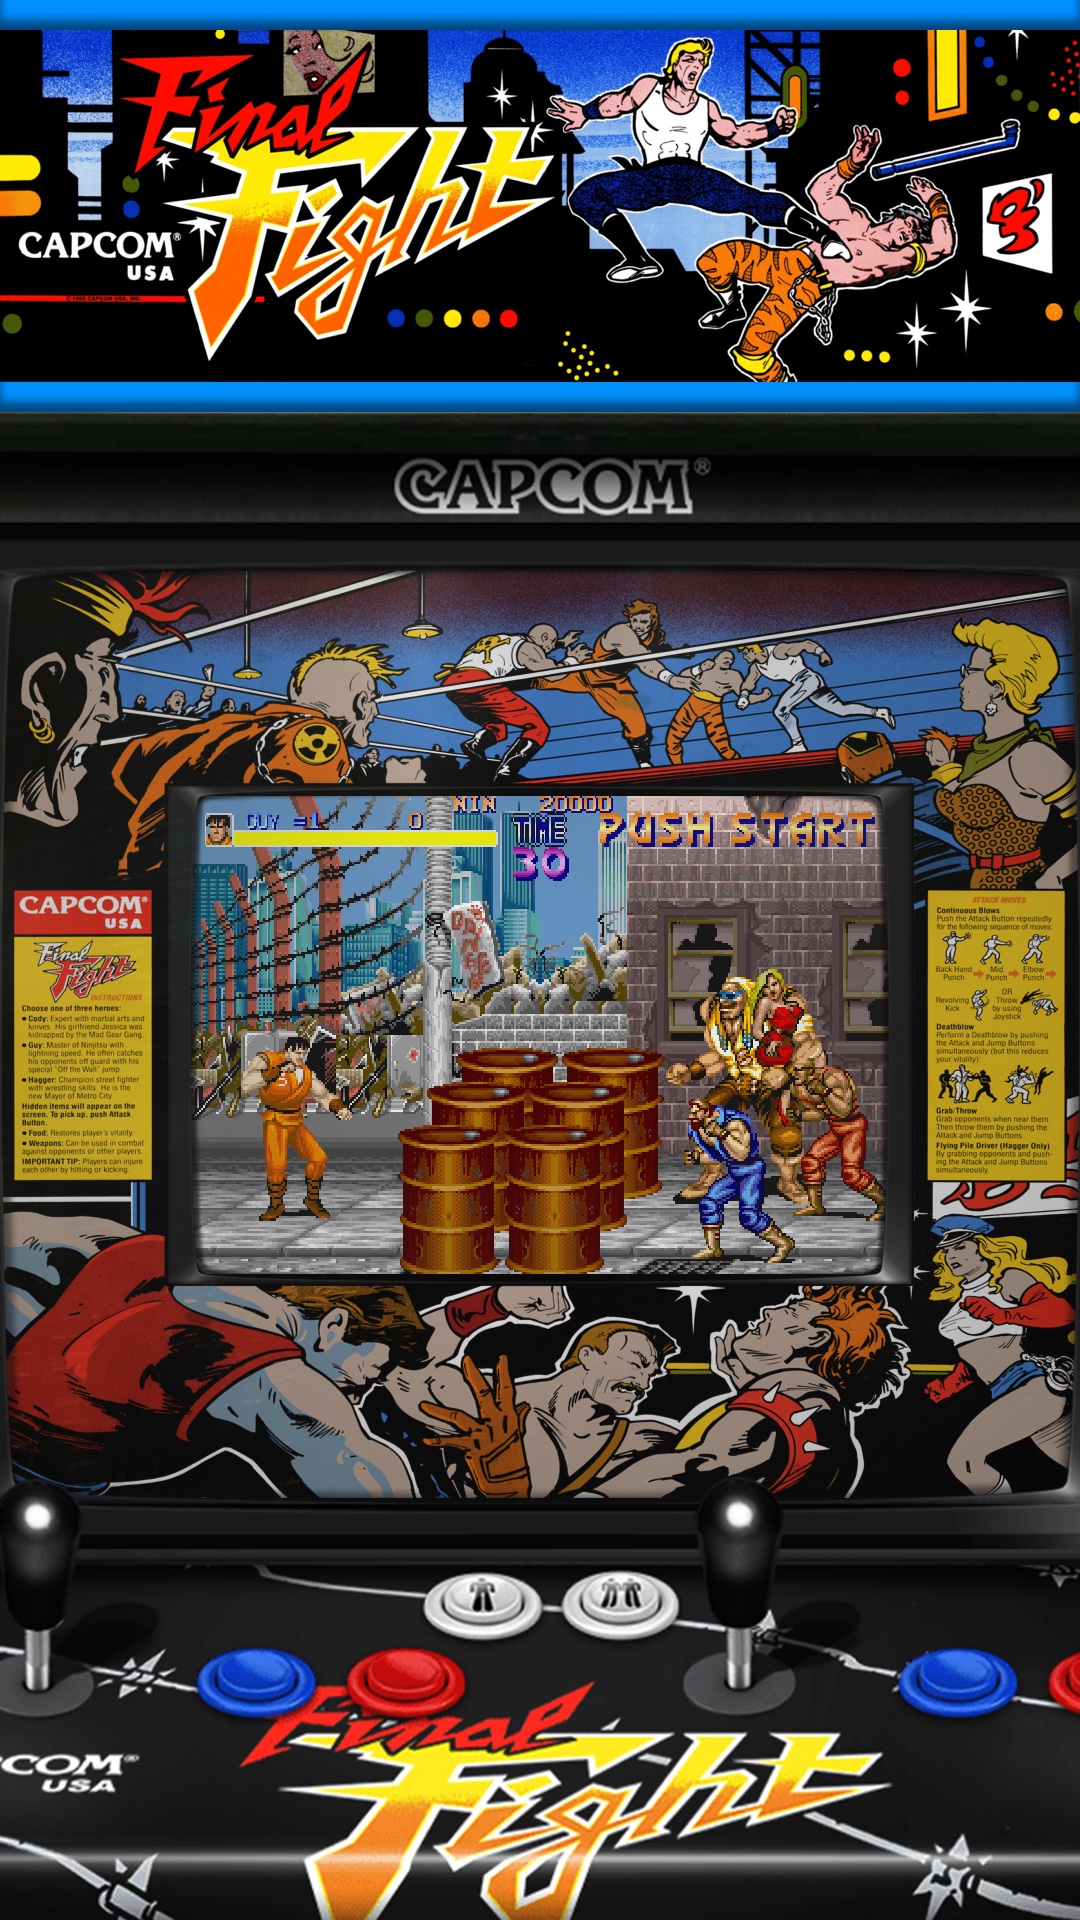 Final
Fight
CAPCOM®
USA
© 1989 CAPCOM USA, INC.
CAPCOM®
GUY =1 0
20000
TIME
30
PUSH START
DANGER
CAPCOM®
USA
Final
Fight
INSTRUCTIONS
Choose one of three heroes:
• Cody: Expert with martial arts and
knives. His girlfriend Jessica was
kidnapped by the Mad Gear Gang.
• Guy: Master of Ninjitsu with
lightning speed. He often catches
his opponents off guard with his
special "Off the Wall" jump.
• Hagger: Champion street fighter
with wrestling skills. He is the
new Mayor of Metro City.
Hidden items will appear on the
screen. To pick up, push Attack
Button.
• Food: Restores player's vitality.
• Weapons: Can be used in combat
against opponents or other players.
IMPORTANT TIP: Players can injure
each other by hitting or kicking.
ATTACK MOVES
Continuous Blows
Push the Attack Button repeatedly
for the following sequence of moves:
Back Hand Punch
Mid Punch
Elbow Punch
Revolving Kick
OR
Throw by using Joystick
Deathblow
Perform a Deathblow by pushing
the Attack and Jump Buttons
simultaneously (but this reduces
your vitality)
Grab/Throw
Grab opponents when near them.
Then throw them by pushing the
Attack and Jump Buttons.
Flying Pile Driver (Hagger Only)
By grabbing opponents and push-
ing the Attack and Jump Buttons
simultaneously.
Final
Fight
COM®
USA